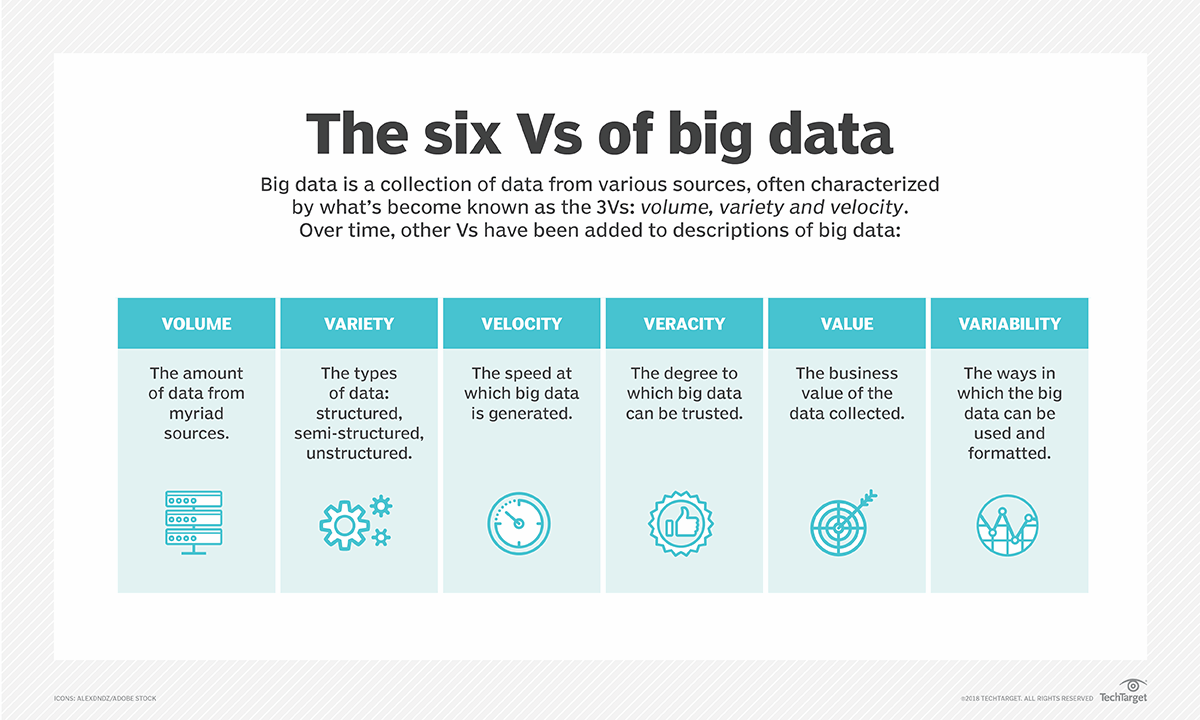 The six Vs of big data
Big data is a collection of data from various sources, often characterized
by what’s become known as the 3Vs: volume, variety and velocity.
Over time, other Vs have been added to descriptions of big data:
VOLUME
The amount
of data from
myriad
sources.
VARIETY
The types
of data:
structured,
semi-structured,
unstructured.
VELOCITY
The speed at
which big data
is generated.
VERACITY
The degree to
which big data
can be trusted.
VALUE
The business
value of the
data collected.
VARIABILITY
The ways in
which the big
data can be
used and
formatted.
ICONS: ALEXDNDZ/ADOBE STOCK
©2018 TECHTARGET. ALL RIGHTS RESERVED
TechTarget